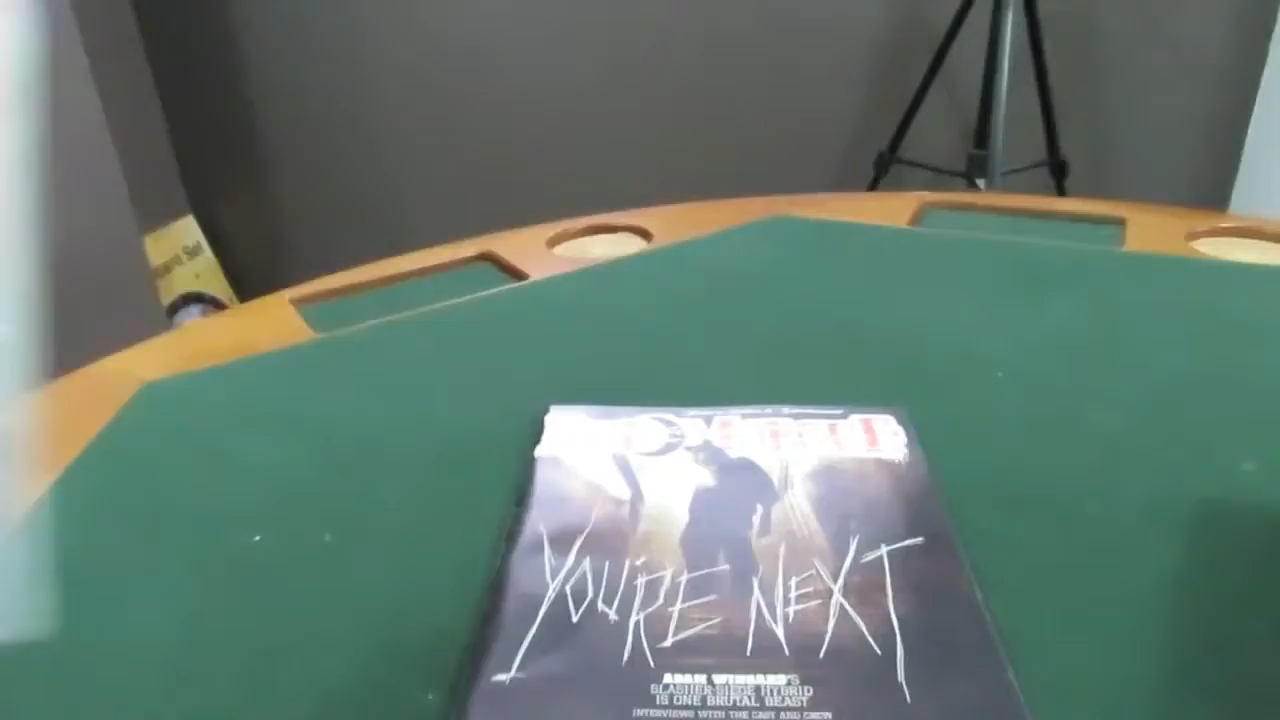 YOU'RE NEXT
ADAM WINGARD'S
SLASHER-SIEGE HYBRID
IS ONE BRUTAL BEAST
INTERVIEWS WITH THE CAST AND CREW